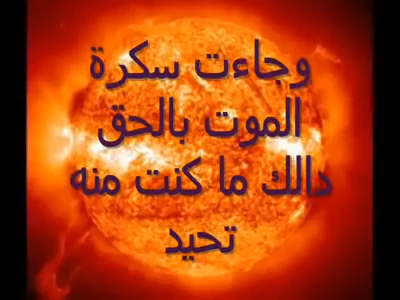 وجاءت سكرة
الموت بالحق
دالك ما كنت منه
تحيد